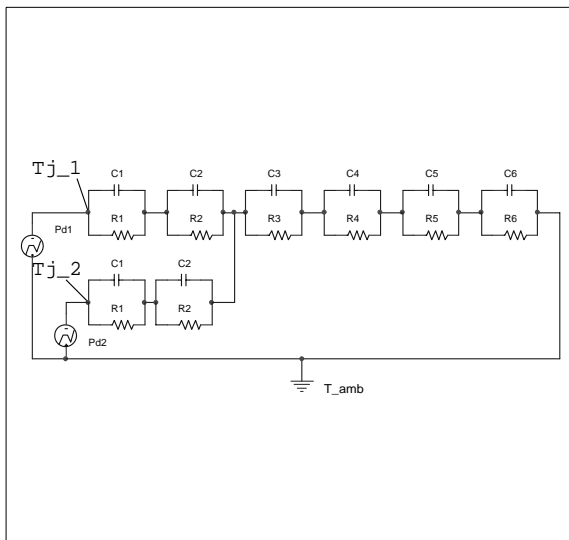 Tj_1
C1 C2 C3 C4 C5 C6
R1 R2 R3 R4 R5 R6
Pd1
Tj_2
C1 C2
R1 R2
Pd2
T_amb